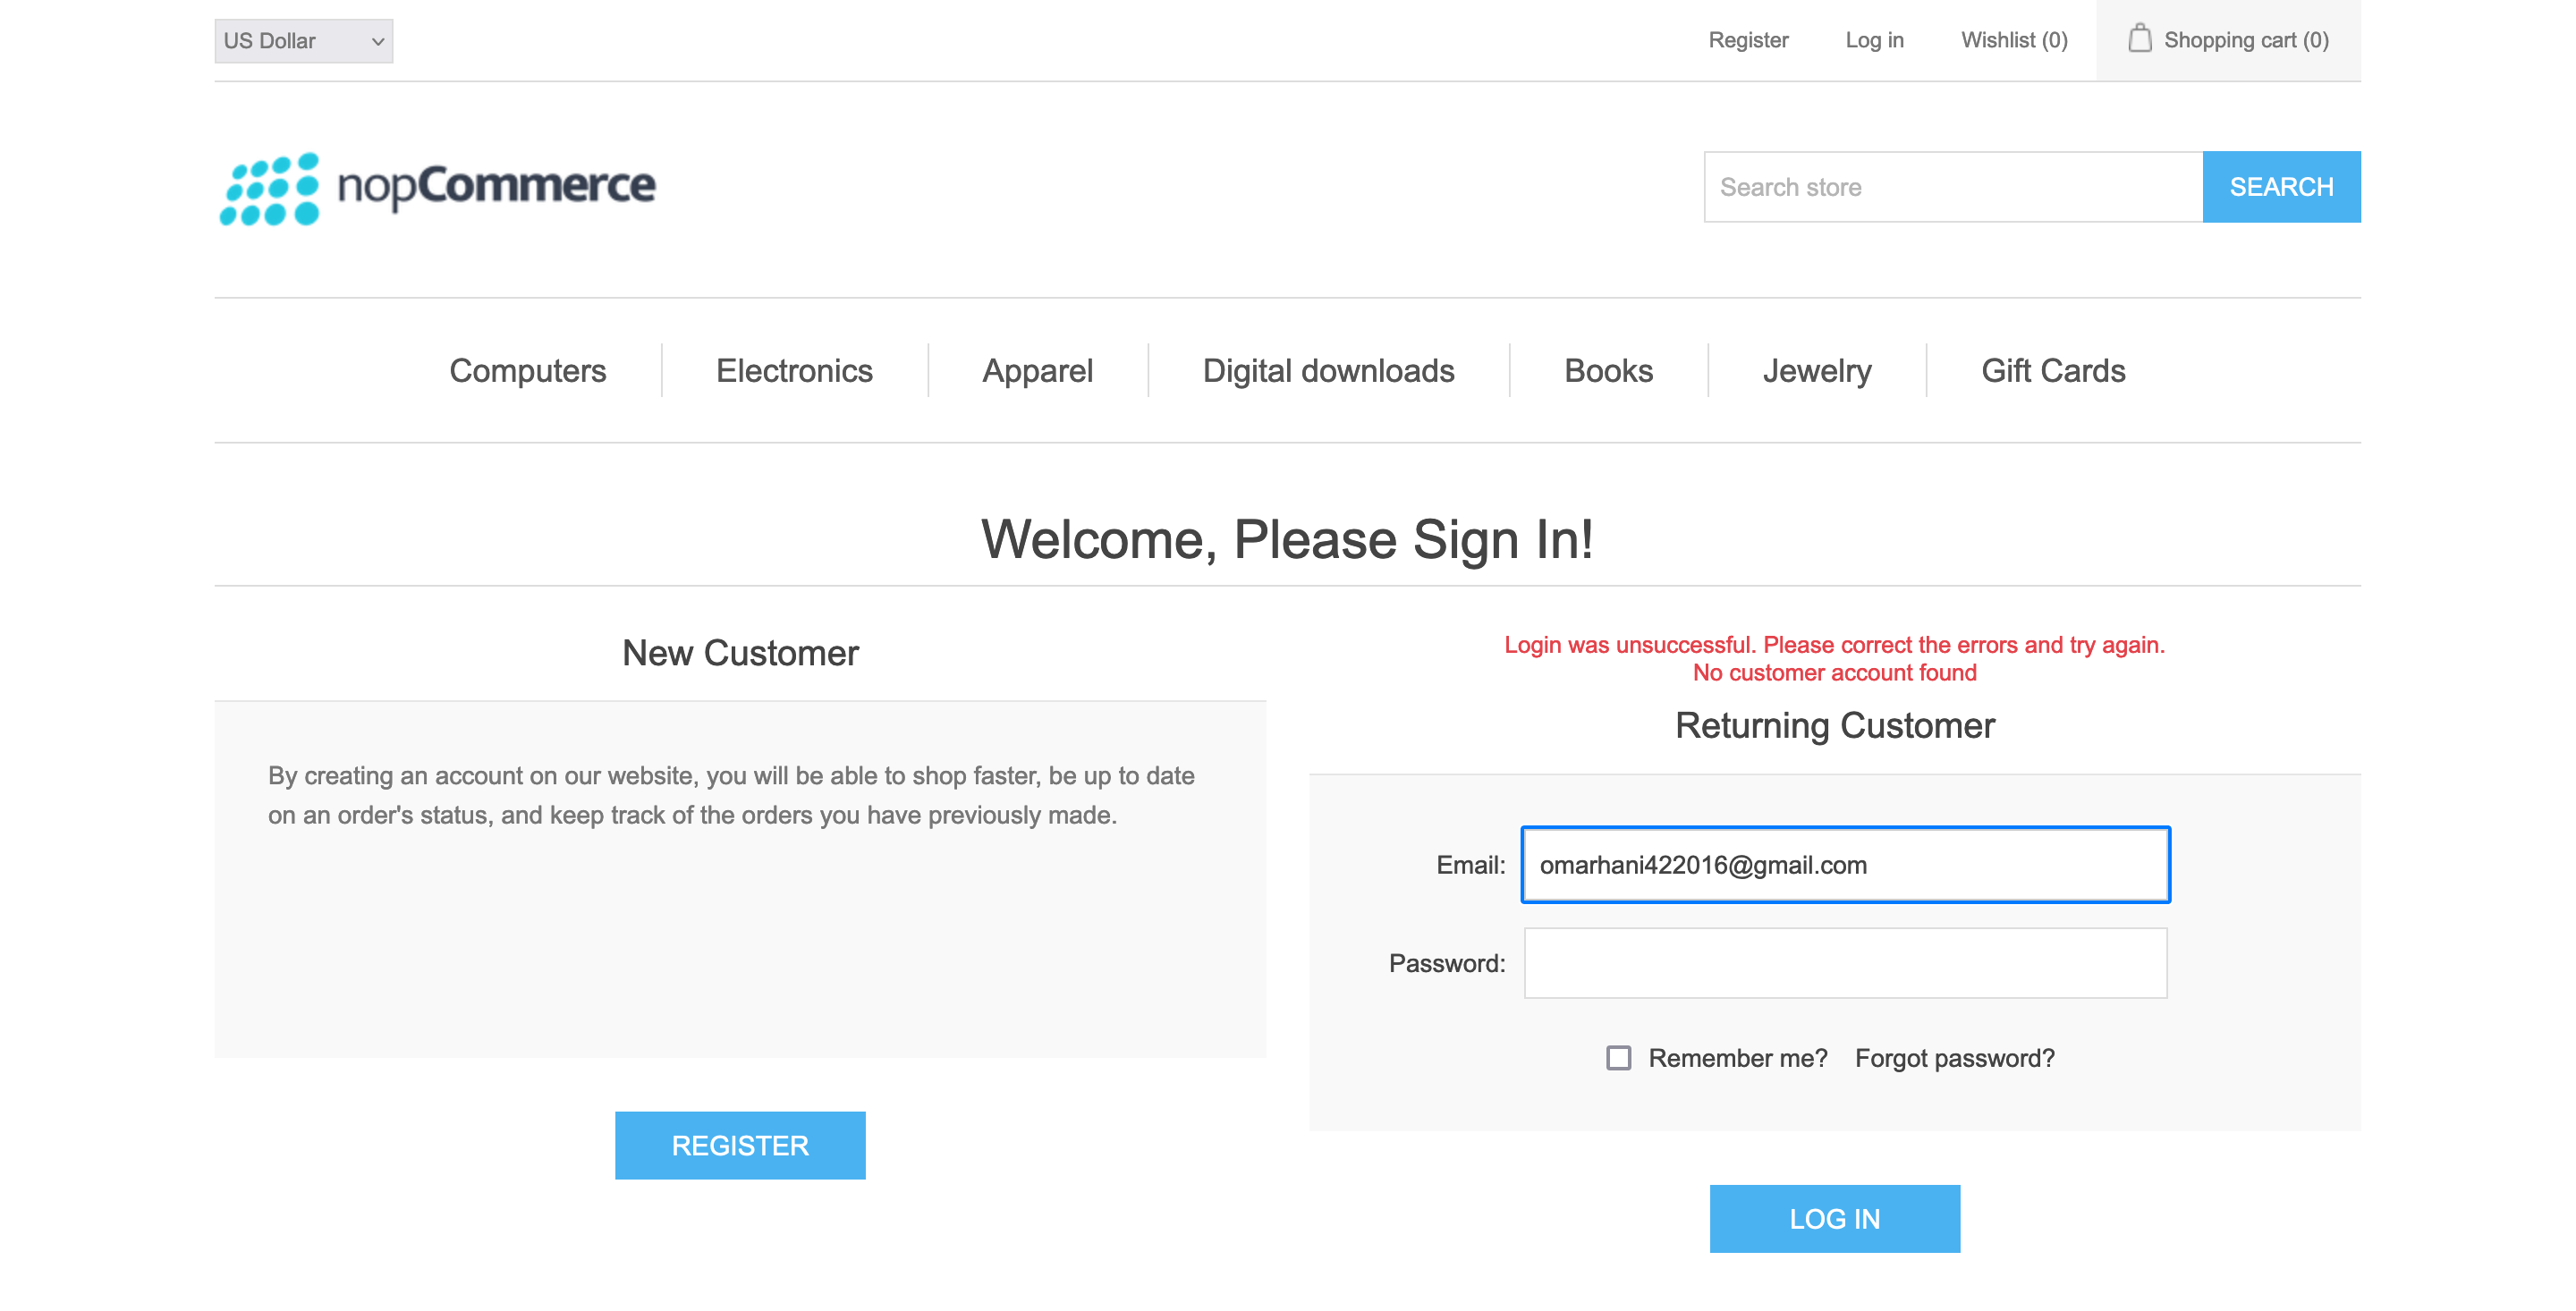 US Dollar
Register Log in Wishlist (0) Shopping cart (0)
nopCommerce
Search store SEARCH
Computers Electronics Apparel Digital downloads Books Jewelry Gift Cards
Welcome, Please Sign In!
New Customer
By creating an account on our website, you will be able to shop faster, be up to date
on an order's status, and keep track of the orders you have previously made.
REGISTER
Login was unsuccessful. Please correct the errors and try again.
No customer account found
Returning Customer
Email: omarhani422016@gmail.com
Password:
Remember me? Forgot password?
LOG IN